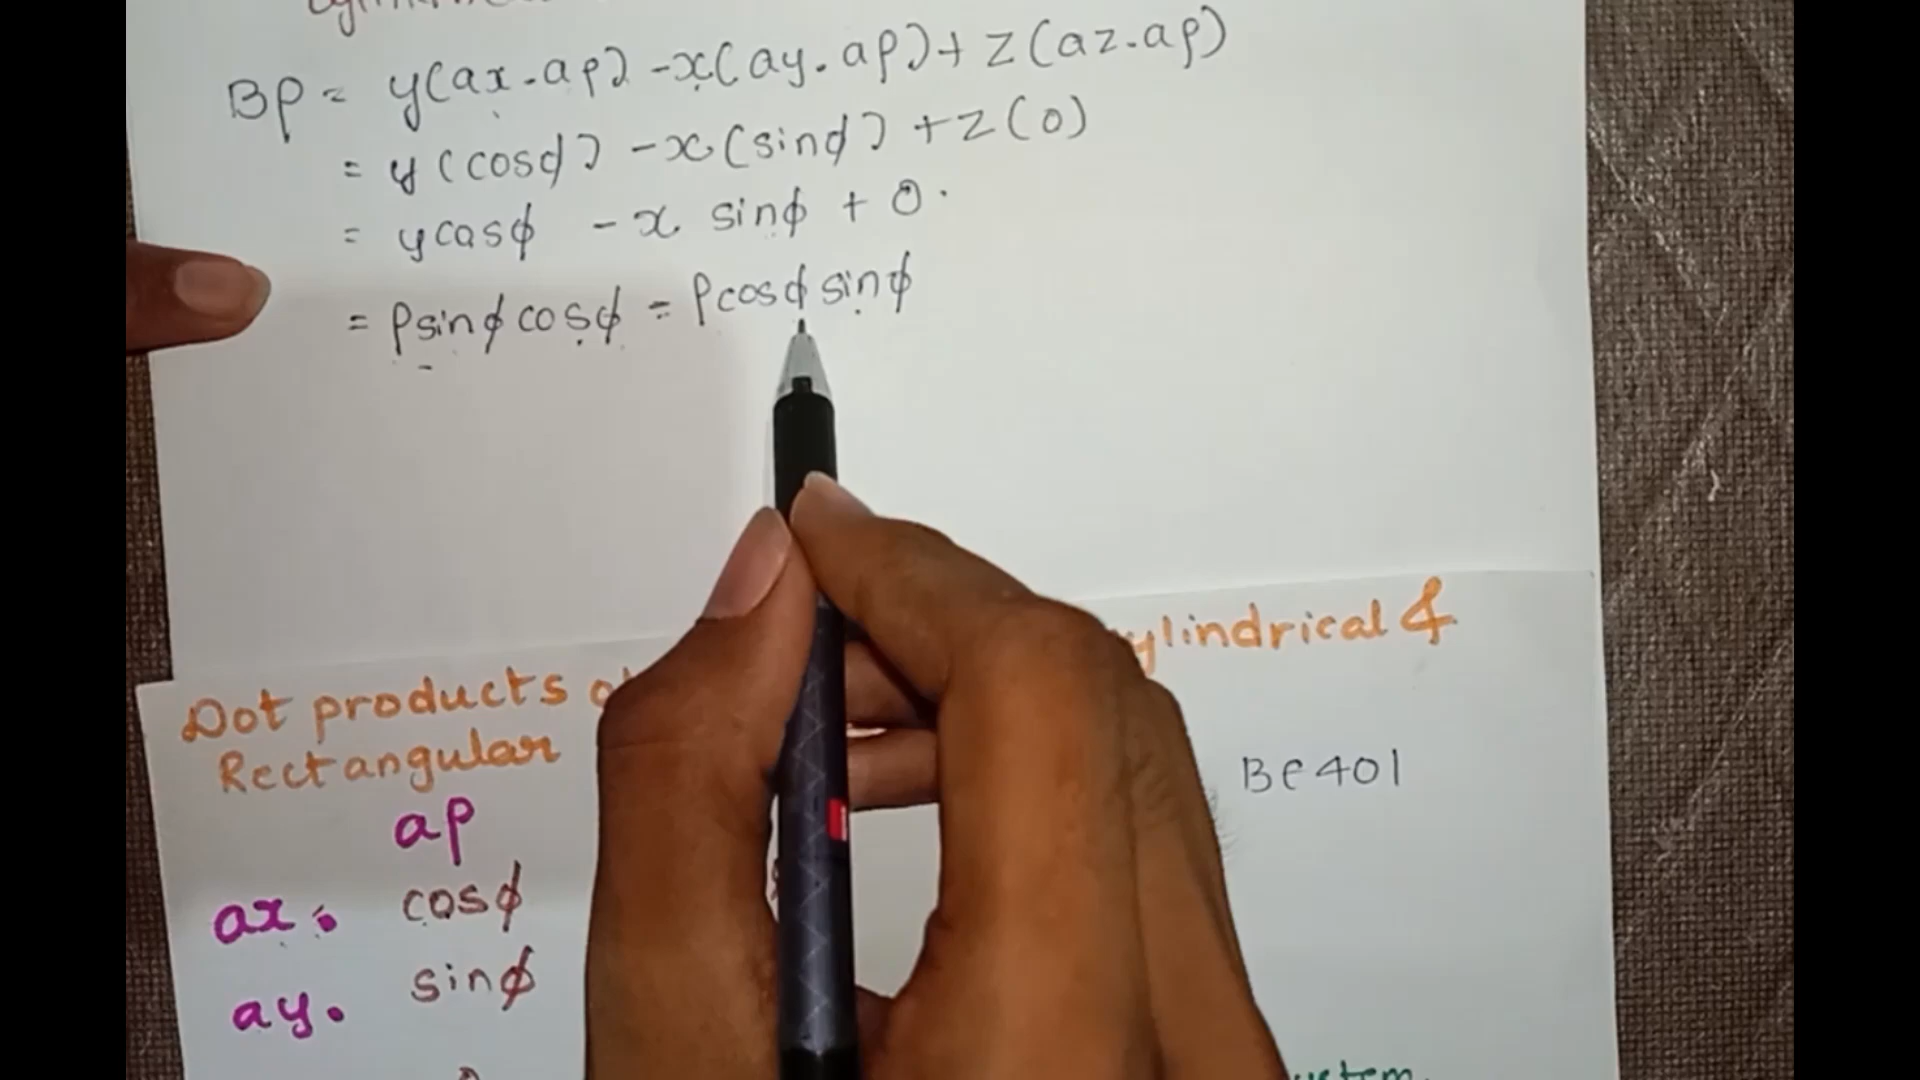 Bρ = y(ax.aρ) -x(ay.aρ) + z(az.aρ)
= y(cosϕ) -x(sinϕ) +z(0)
= ycosϕ - x sinϕ + 0.
= ρsinϕ cosϕ = ρcosϕ sinϕ
Dot products ylindrical &
Rectangular
BE401
aρ
ax. cosϕ
ay. sinϕ